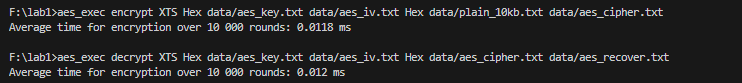 F:\lab1>aes_exec encrypt XTS Hex data/aes_key.txt data/aes_iv.txt Hex data/plain_10kb.txt data/aes_cipher.txt
Average time for encryption over 10 000 rounds: 0.0118 ms
F:\lab1>aes_exec decrypt XTS Hex data/aes_key.txt data/aes_iv.txt Hex data/aes_cipher.txt data/aes_recover.txt
Average time for encryption over 10 000 rounds: 0.012 ms